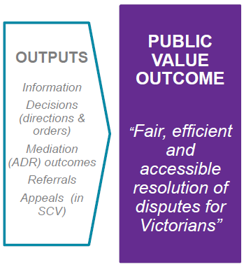 OUTPUTS
Information
Decisions
(directions &
orders)
Mediation
(ADR) outcomes
Referrals
Appeals (in
SCV)
PUBLIC
VALUE
OUTCOME
“Fair, efficient
and
accessible
resolution of
disputes for
Victorians”